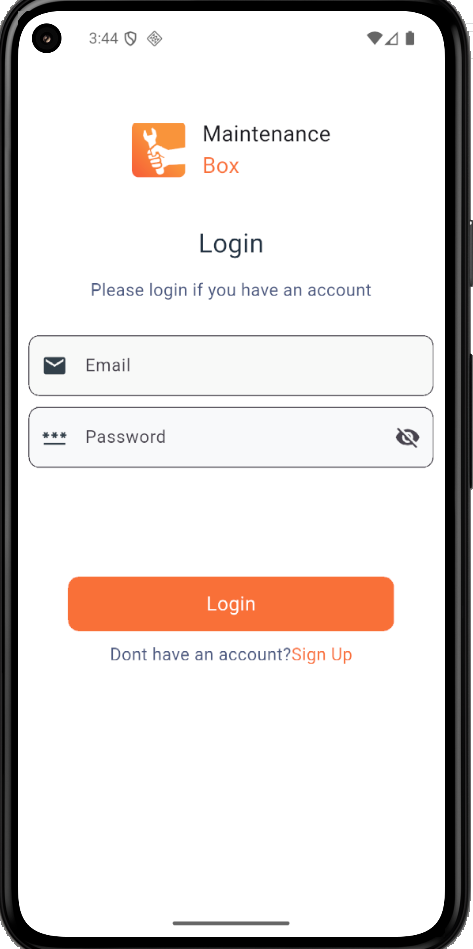 3:44
Maintenance
Box
Login
Please login if you have an account
Email
Password
Login
Dont have an account?Sign Up